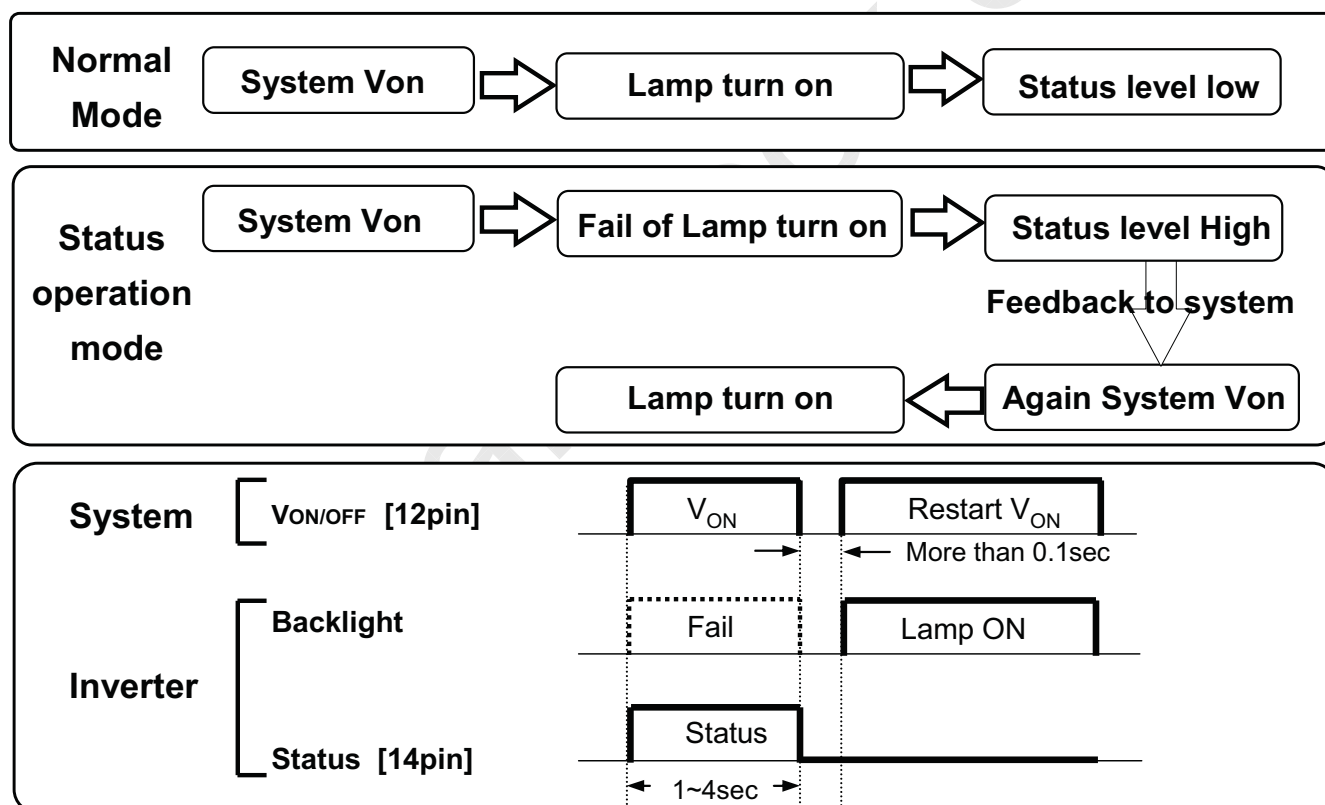 Normal
Mode
System Von
Lamp turn on
Status level low
Status
operation
mode
System Von
Fail of Lamp turn on
Status level High
Feedback to system
Lamp turn on
Again System Von
System
VON/OFF [12pin]
VON
Restart VON
More than 0.1sec
Inverter
Backlight
Fail
Lamp ON
Status [14pin]
Status
1~4sec